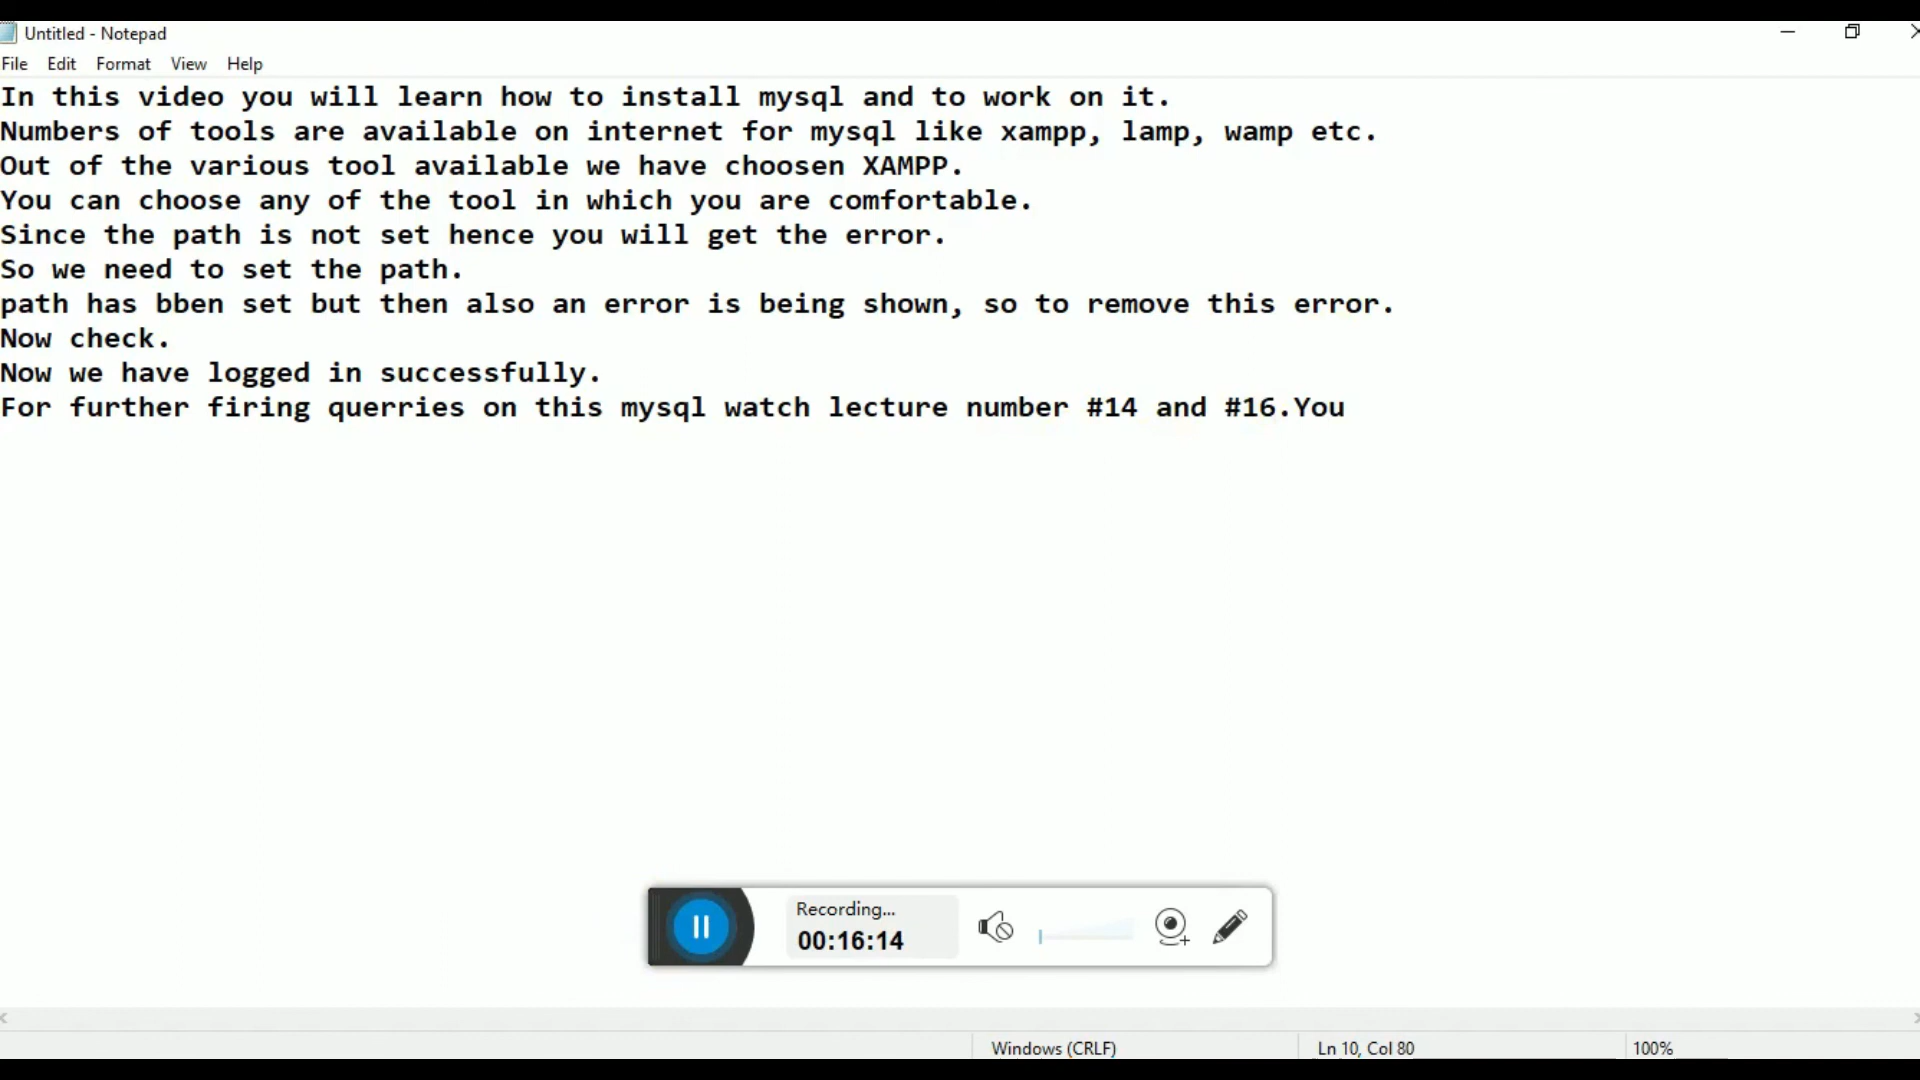 Untitled - Notepad
File Edit Format View Help
In this video you will learn how to install mysql and to work on it.
Numbers of tools are available on internet for mysql like xampp, lamp, wamp etc.
Out of the various tool available we have choosen XAMPP.
You can choose any of the tool in which you are comfortable.
Since the path is not set hence you will get the error.
So we need to set the path.
path has bben set but then also an error is being shown, so to remove this error.
Now check.
Now we have logged in successfully.
For further firing querries on this mysql watch lecture number #14 and #16.You
Recording...
00:16:14
Windows (CRLF) Ln 10, Col 80 100%